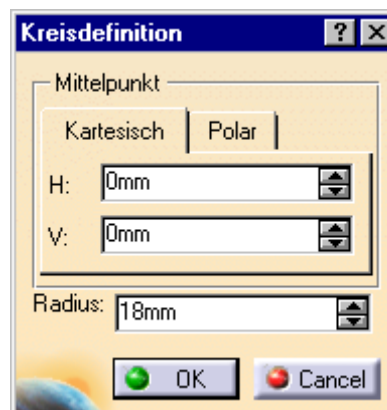 Kreisdefinition ? X
Mittelpunkt
Kartesisch Polar
H: 0mm
V: 0mm
Radius: 18mm
OK Cancel